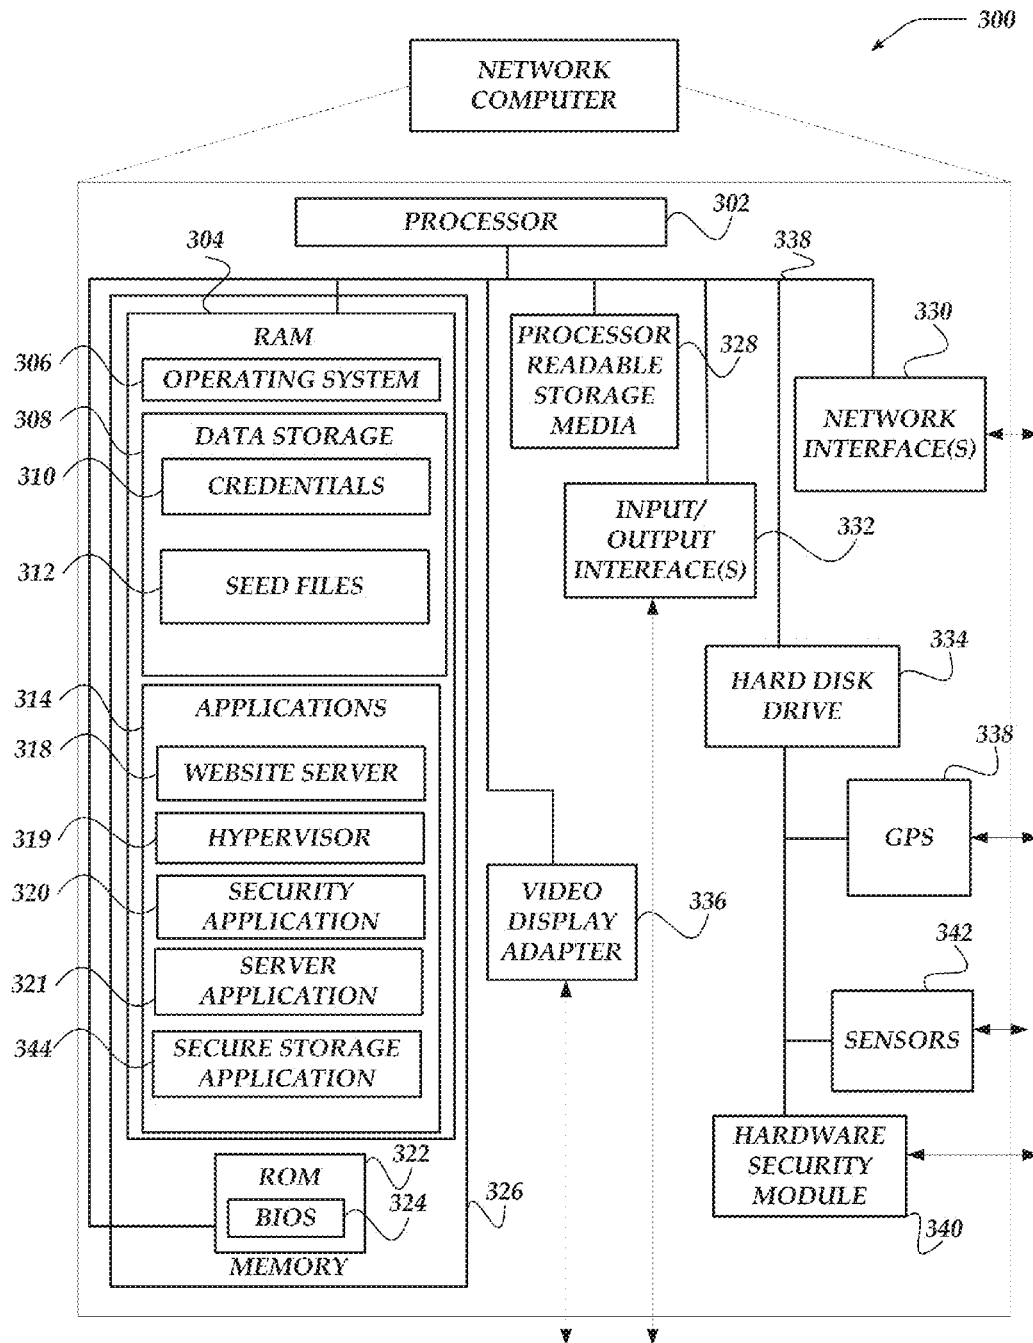 300
NETWORK
COMPUTER
PROCESSOR
302
304
338
RAM
306
OPERATING SYSTEM
308
DATA STORAGE
310
CREDENTIALS
312
SEED FILES
314
APPLICATIONS
318
WEBSITE SERVER
319
HYPERVISOR
320
SECURITY
APPLICATION
321
SERVER
APPLICATION
344
SECURE STORAGE
APPLICATION
ROM
322
BIOS
324
MEMORY
326
PROCESSOR
READABLE
STORAGE
MEDIA
328
330
NETWORK
INTERFACE(S)
INPUT/
OUTPUT
INTERFACE(S)
332
334
HARD DISK
DRIVE
338
GPS
VIDEO
DISPLAY
ADAPTER
336
342
SENSORS
HARDWARE
SECURITY
MODULE
340